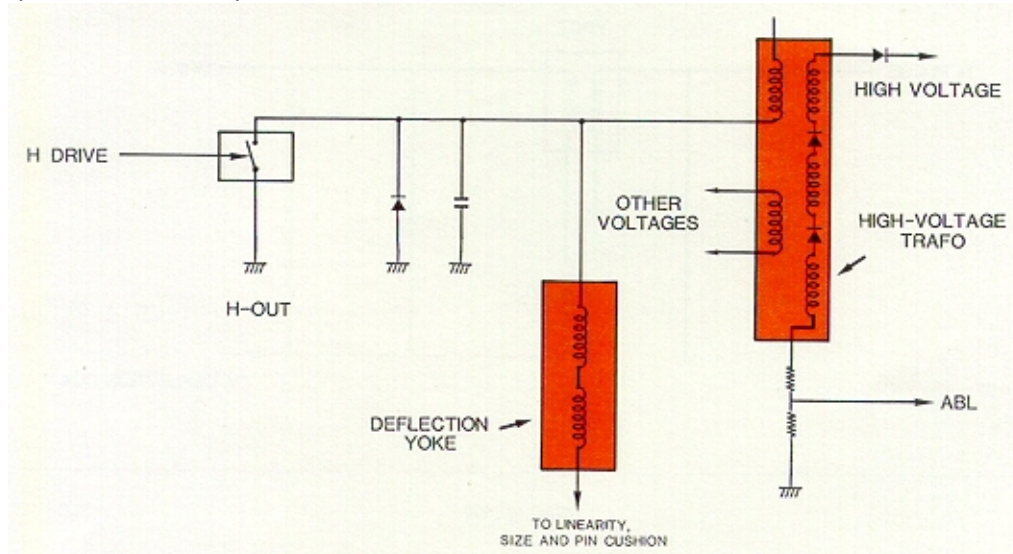 HIGH VOLTAGE
H DRIVE
OTHER
VOLTAGES
HIGH-VOLTAGE
TRAFO
H-OUT
ABL
DEFLECTION
YOKE
TO LINEARITY,
SIZE AND PIN CUSHION